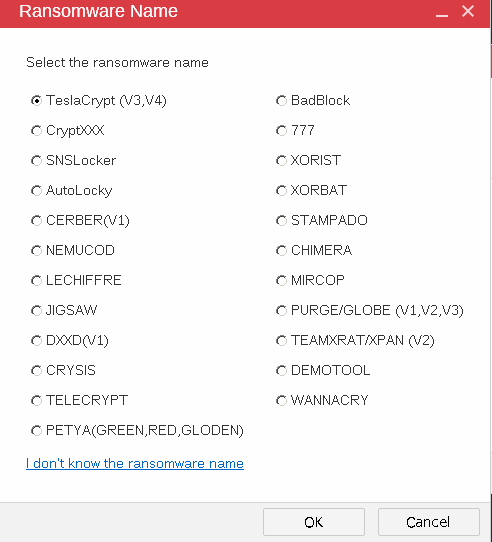 Ransomware Name
Select the ransomware name
TeslaCrypt (V3,V4)
BadBlock
CryptXXX
777
SNSLocker
XORIST
AutoLocky
XORBAT
CERBER(V1)
STAMPADO
NEMUCOD
CHIMERA
LECHIFFRE
MIRCOP
JIGSAW
PURGE/GLOBE (V1,V2,V3)
DXXD(V1)
TEAMXRAT/XPAN (V2)
CRYSIS
DEMOTOOL
TELECRYPT
WANNACRY
PETYA(GREEN,RED,GLODEN)
I don't know the ransomware name
OK
Cancel